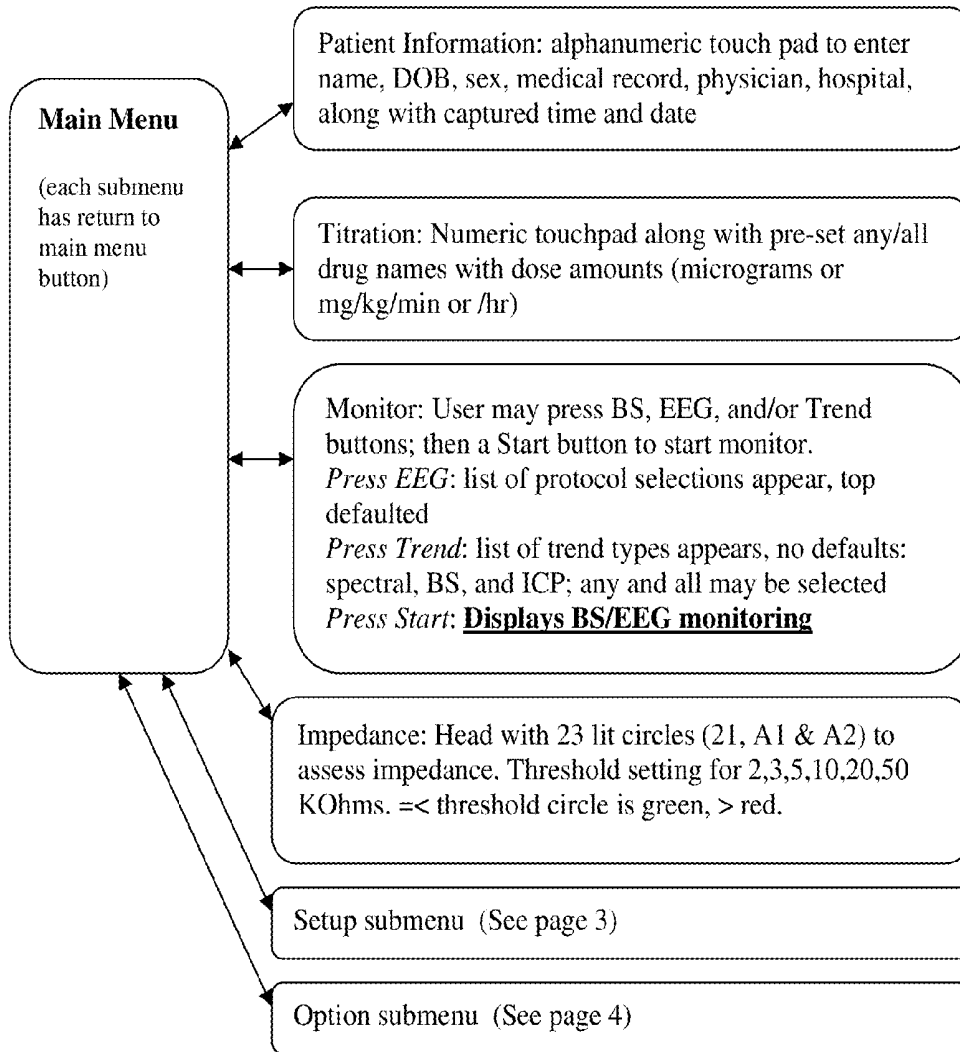 Main Menu
(each submenu
has return to
main menu
button)
Patient Information: alphanumeric touch pad to enter
name, DOB, sex, medical record, physician, hospital,
along with captured time and date
Titration: Numeric touchpad along with pre-set any/all
drug names with dose amounts (micrograms or
mg/kg/min or /hr)
Monitor: User may press BS, EEG, and/or Trend
buttons; then a Start button to start monitor.
Press EEG: list of protocol selections appear, top
defaulted
Press Trend: list of trend types appears, no defaults:
spectral, BS, and ICP; any and all may be selected
Press Start: Displays BS/EEG monitoring
Impedance: Head with 23 lit circles (21, A1 & A2) to
assess impedance. Threshold setting for 2,3,5,10,20,50
KOhms. =< threshold circle is green, > red.
Setup submenu (See page 3)
Option submenu (See page 4)